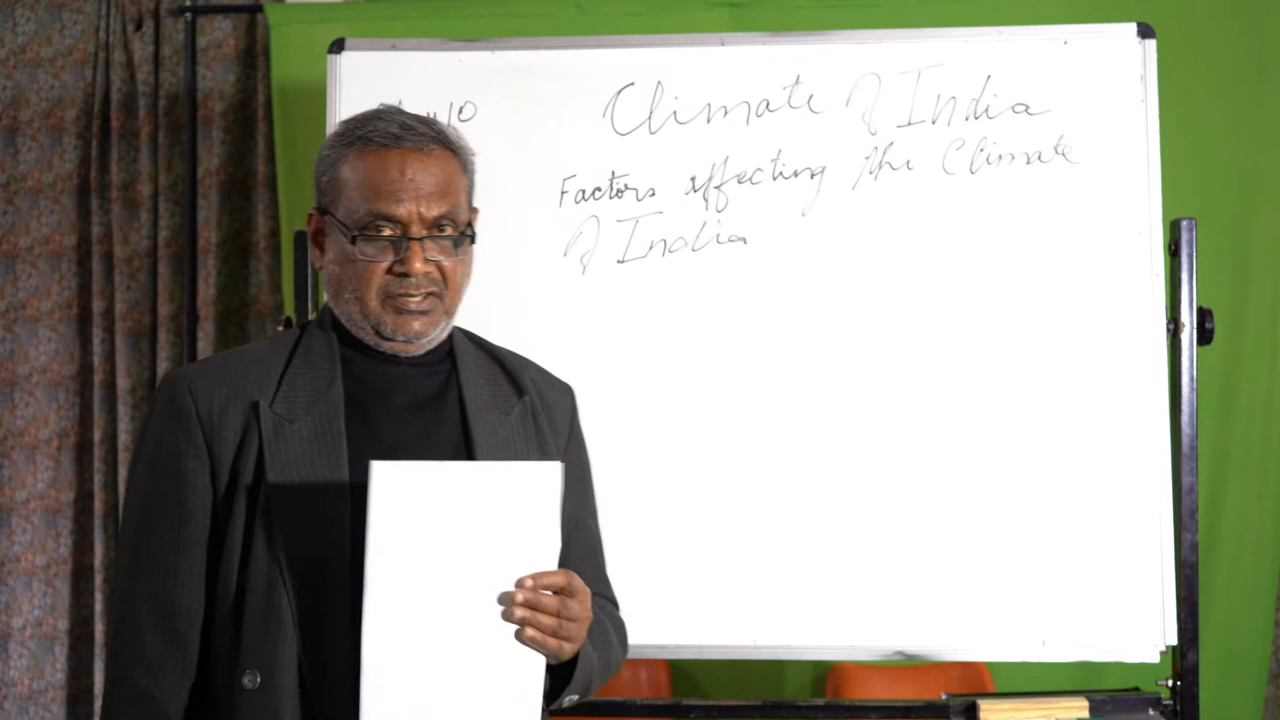 Climate of India
Factors affecting the Climate
of India